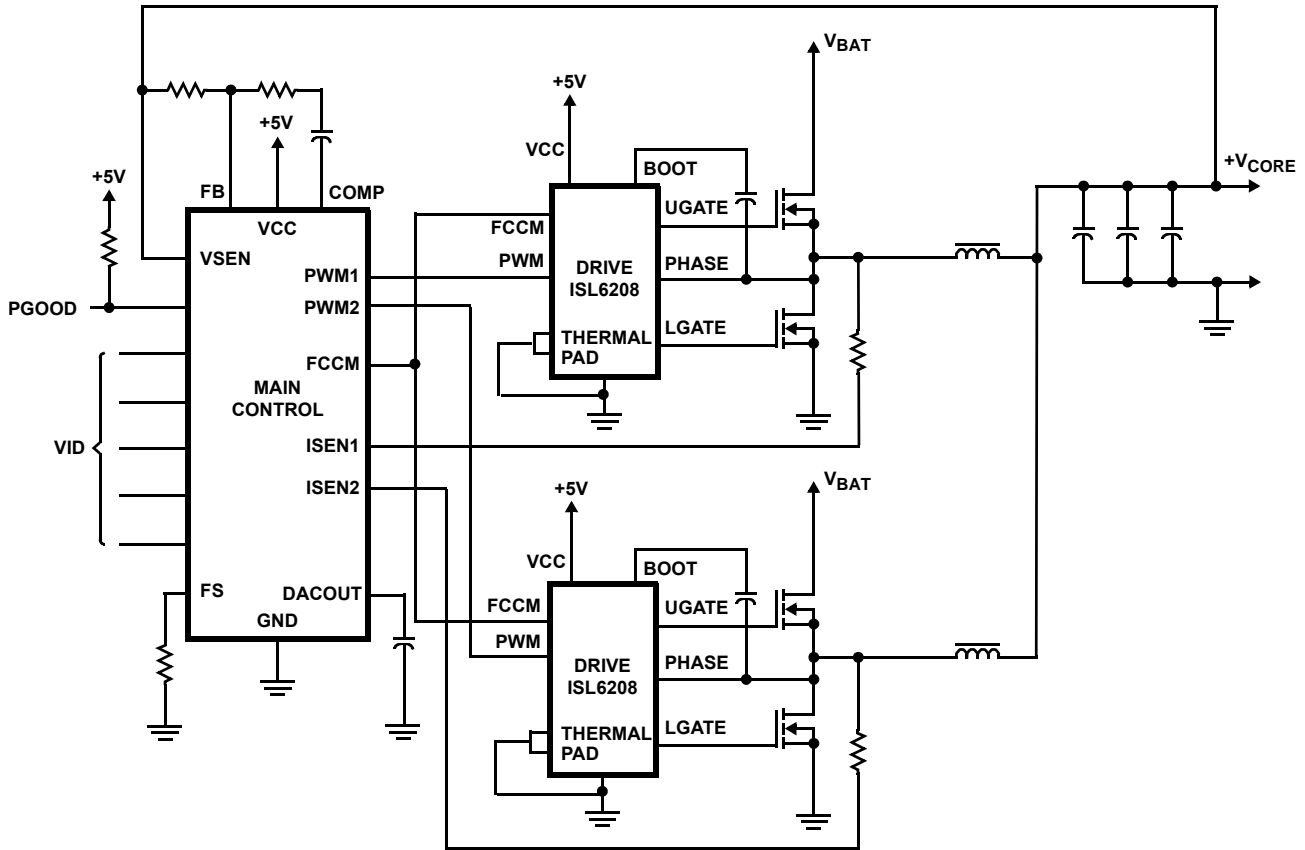 V_BAT
+5V
+5V
VCC
BOOT
+V_CORE
+5V
FB
COMP
UGATE
VCC
FCCM
VSEN
PWM
DRIVE
ISL6208
PHASE
PWM1
PGOOD
PWM2
THERMAL
PAD
LGATE
FCCM
MAIN
CONTROL
VID
ISEN1
ISEN2
V_BAT
+5V
VCC
BOOT
FS
DACOUT
FCCM
UGATE
GND
PWM
DRIVE
ISL6208
PHASE
THERMAL
PAD
LGATE